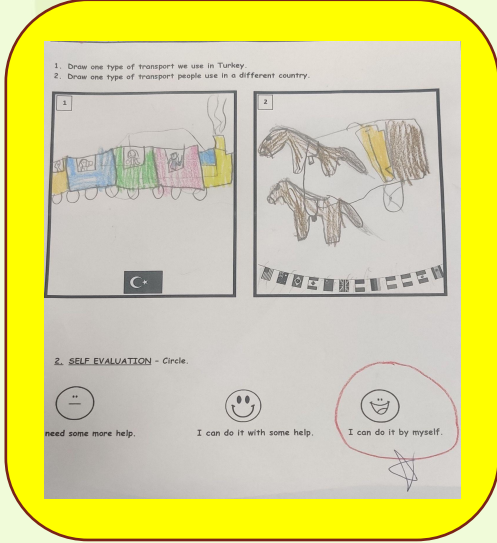 1. Draw one type of transport we use in Turkey.
2. Draw one type of transport people use in a different country.
1
2
2. SELF EVALUATION - Circle.
need some more help.
I can do it with some help.
I can do it by myself.